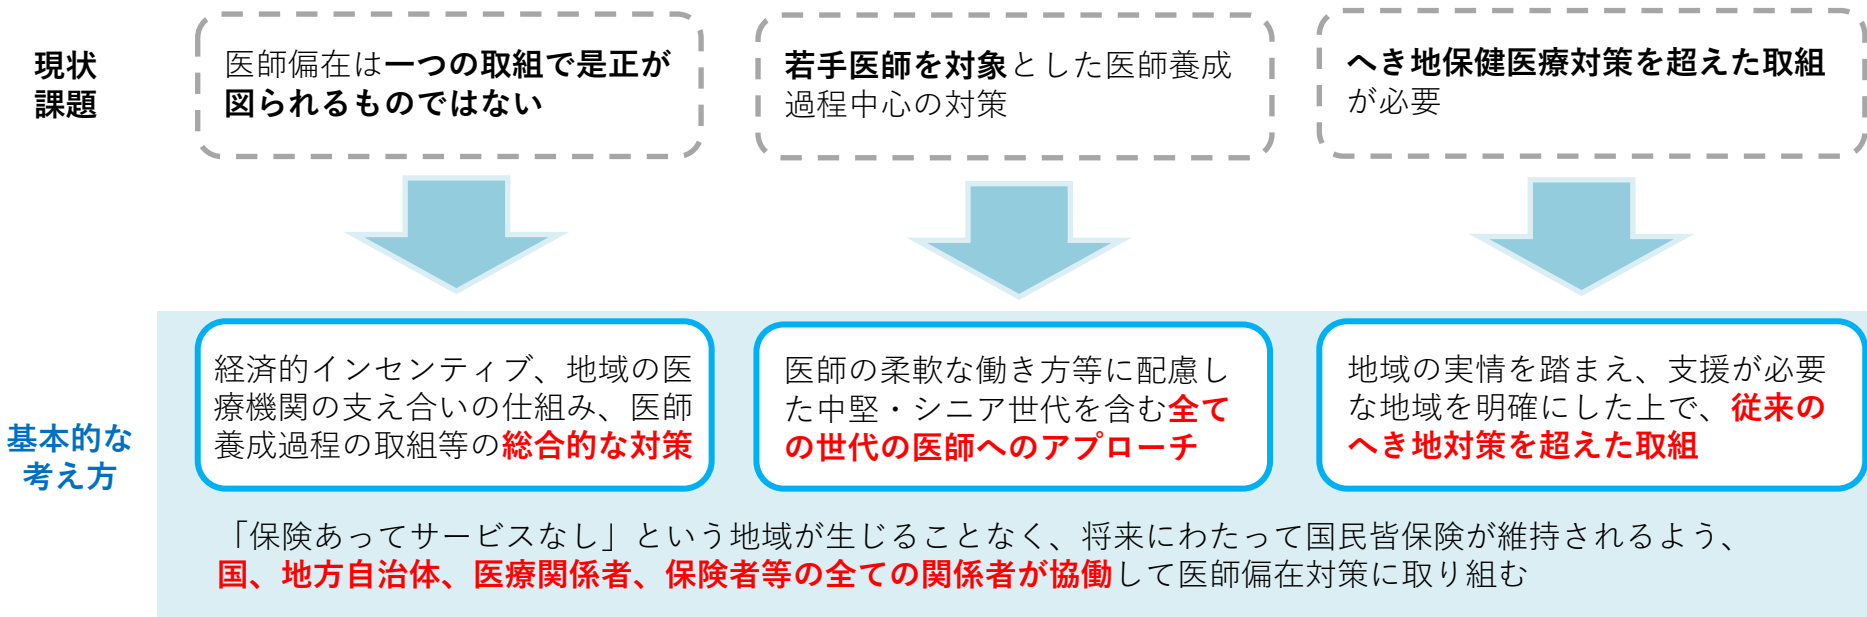 現状
課題
医師偏在は一つの取組で是正が
図られるものではない
若手医師を対象とした医師養成
過程中心の対策
へき地保健医療対策を超えた取組
が必要
基本的な
考え方
経済的インセンティブ、地域の医
療機関の支え合いの仕組み、医師
養成過程の取組等の総合的な対策
医師の柔軟な働き方等に配慮し
た中堅・シニア世代を含む全て
の世代の医師へのアプローチ
地域の実情を踏まえ、支援が必要
な地域を明確にした上で、従来の
へき地対策を超えた取組
「保険あってサービスなし」という地域が生じることなく、将来にわたって国民皆保険が維持されるよう、
国、地方自治体、医療関係者、保険者等の全ての関係者が協働して医師偏在対策に取り組む